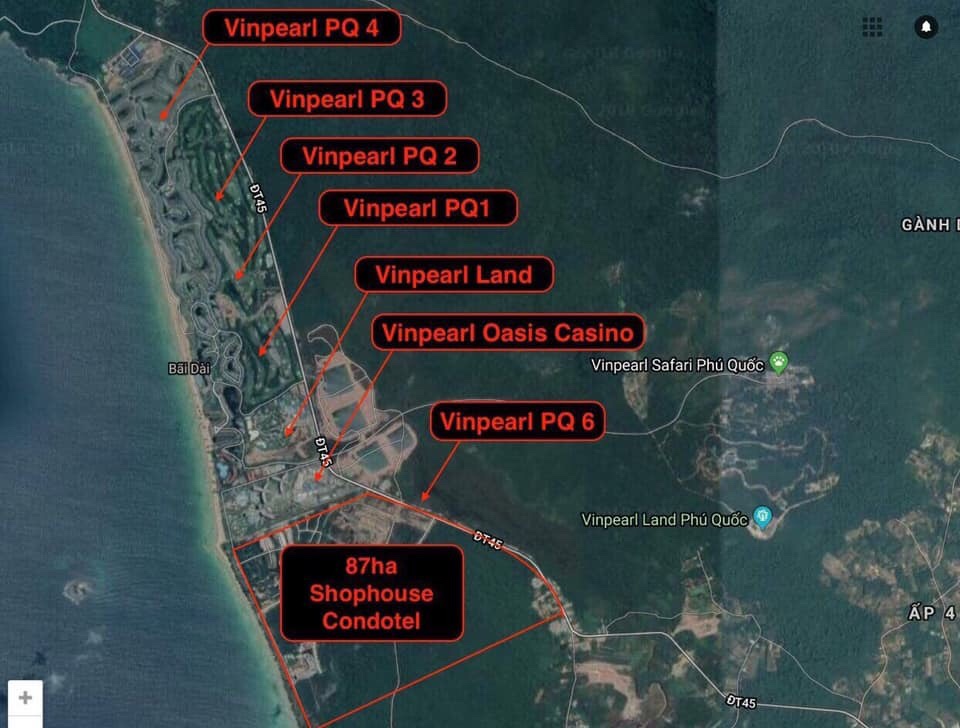 Vinpearl PQ 4
Vinpearl PQ 3
Vinpearl PQ 2
ĐT45
Vinpearl PQ1
GÀNH
Vinpearl Land
Vinpearl Oasis Casino
Bãi Dài
Vinpearl Safari Phú Quốc
Vinpearl PQ 6
ĐT45
Vinpearl Land Phú Quốc
ĐT45
87ha
Shophouse
Condotel
ẤP 4
ĐT45
+